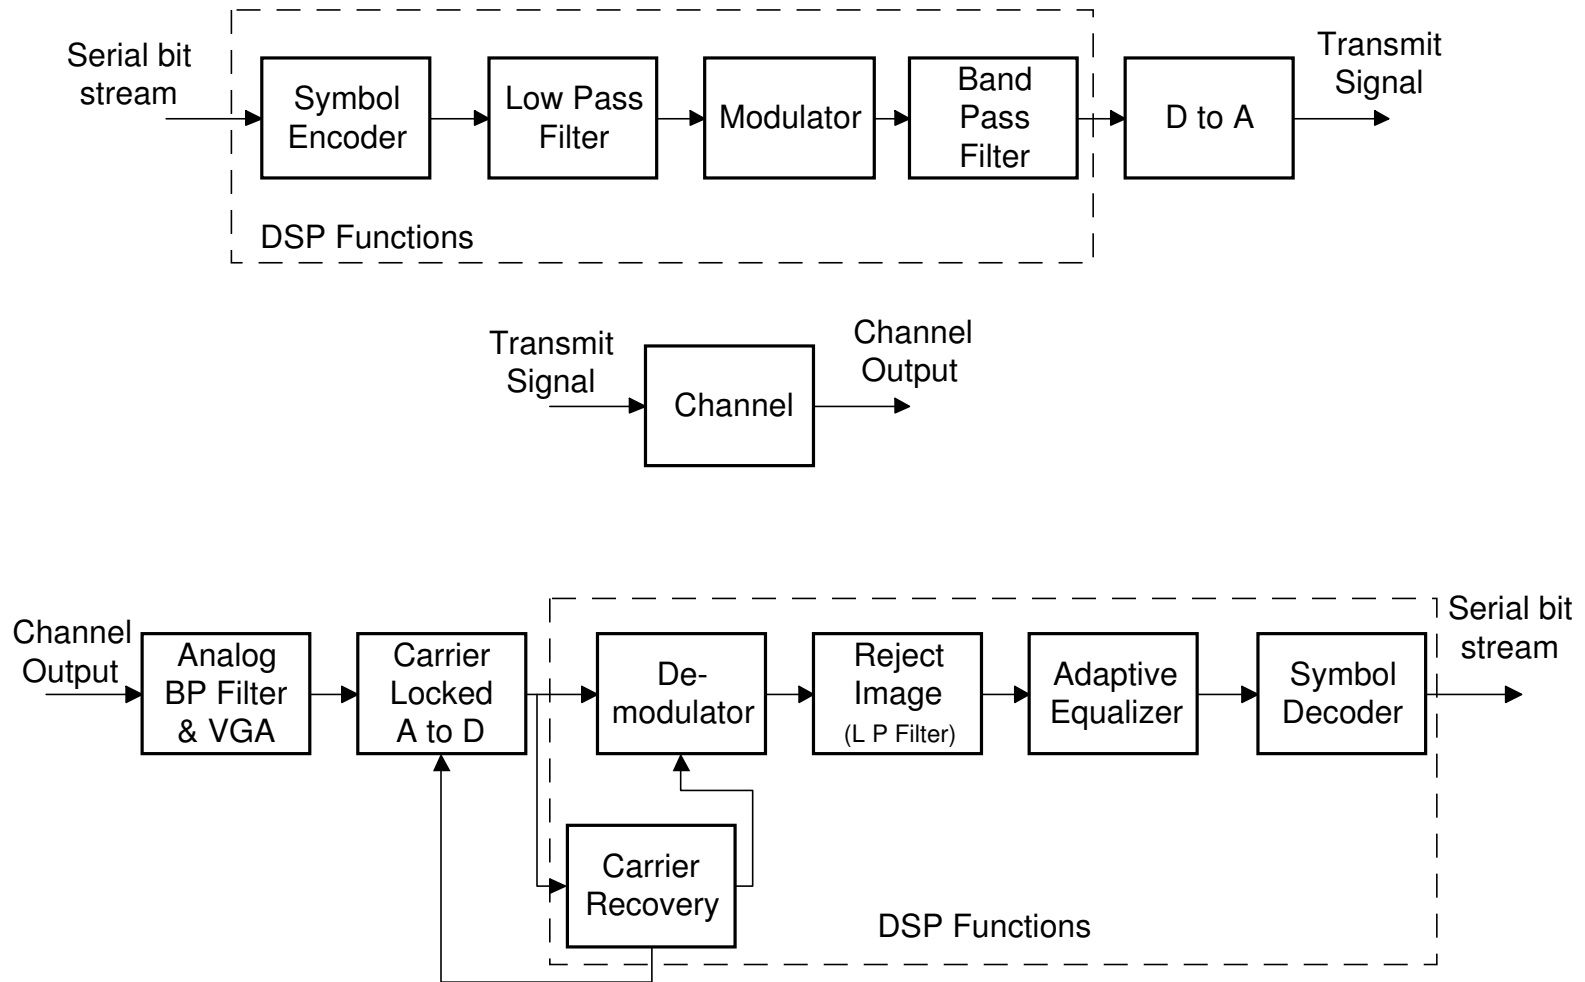 Serial bit
stream
Symbol
Encoder
Low Pass
Filter
Modulator
Band
Pass
Filter
D to A
Transmit
Signal
DSP Functions
Transmit
Signal
Channel
Channel
Output
Channel
Output
Analog
BP Filter
& VGA
Carrier
Locked
A to D
De-
modulator
Reject
Image
(L P Filter)
Adaptive
Equalizer
Symbol
Decoder
Serial bit
stream
Carrier
Recovery
DSP Functions